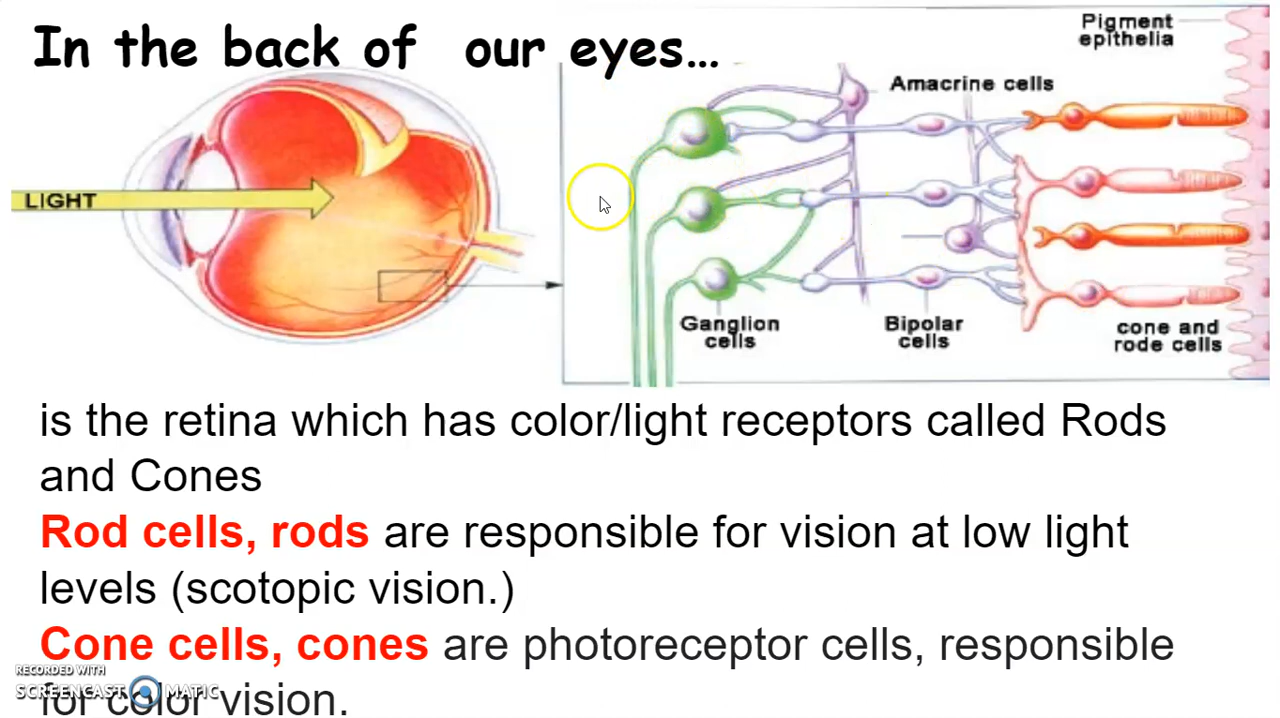 In the back of our eyes...
Pigment
epithelia
Amacrine cells
LIGHT
Ganglion
cells
Bipolar
cells
cone and
rode cells
is the retina which has color/light receptors called Rods
and Cones
Rod cells, rods are responsible for vision at low light
levels (scotopic vision.)
Cone cells, cones are photoreceptor cells, responsible
for color vision.
RECORDED WITH
SCREENCAST MATIC